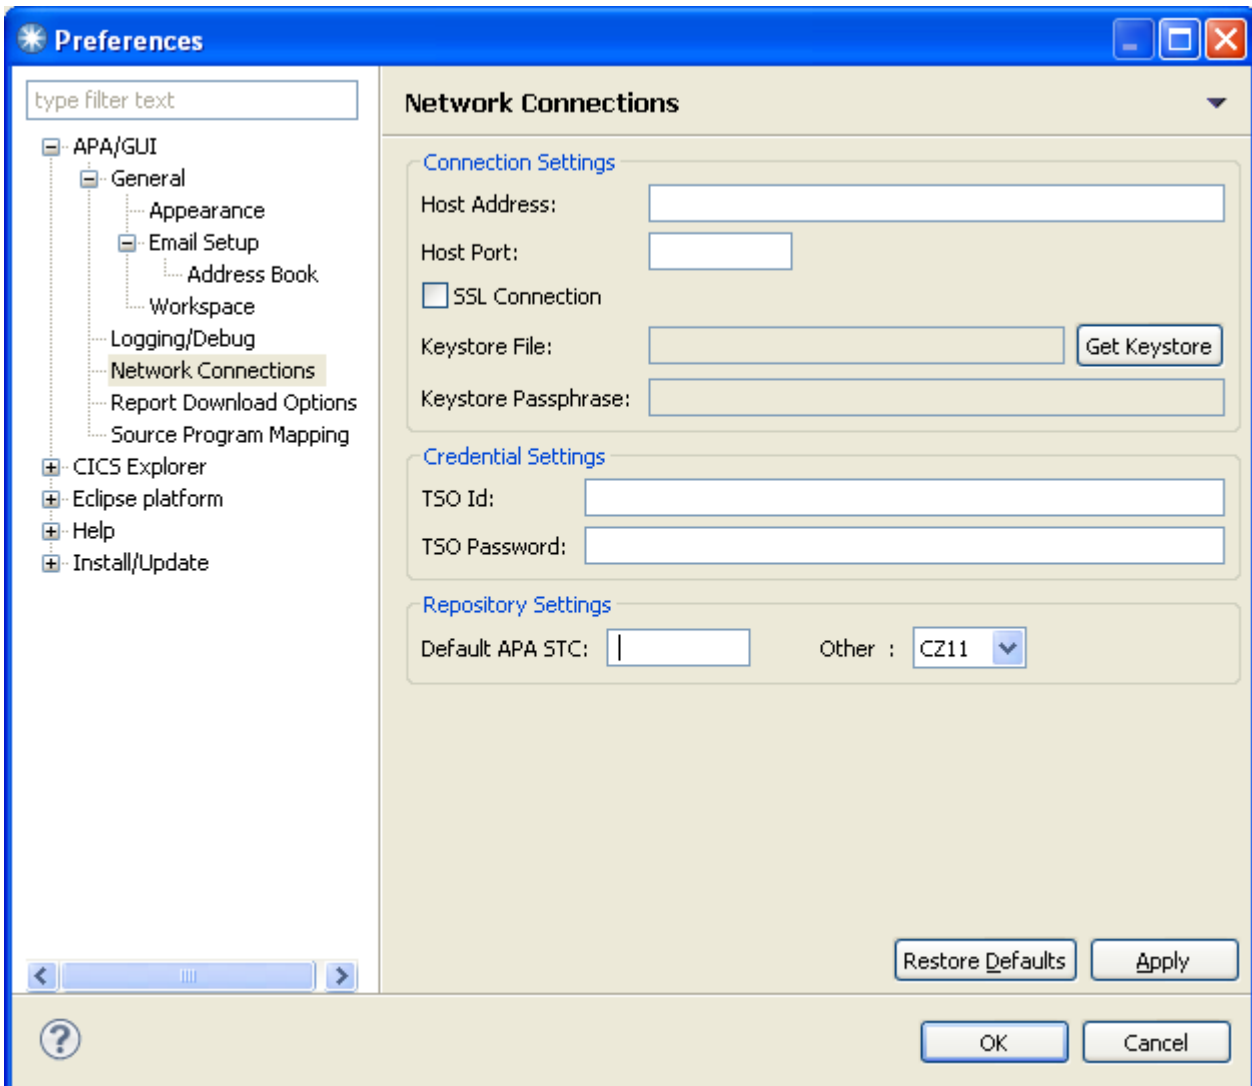 Preferences
type filter text
APA/GUI
General
Appearance
Email Setup
Address Book
Workspace
Logging/Debug
Network Connections
Report Download Options
Source Program Mapping
CICS Explorer
Eclipse platform
Help
Install/Update
Network Connections
Connection Settings
Host Address:
Host Port:
SSL Connection
Keystore File: Get Keystore
Keystore Passphrase:
Credential Settings
TSO Id:
TSO Password:
Repository Settings
Default APA STC: Other : CZ11
Restore Defaults Apply
? OK Cancel